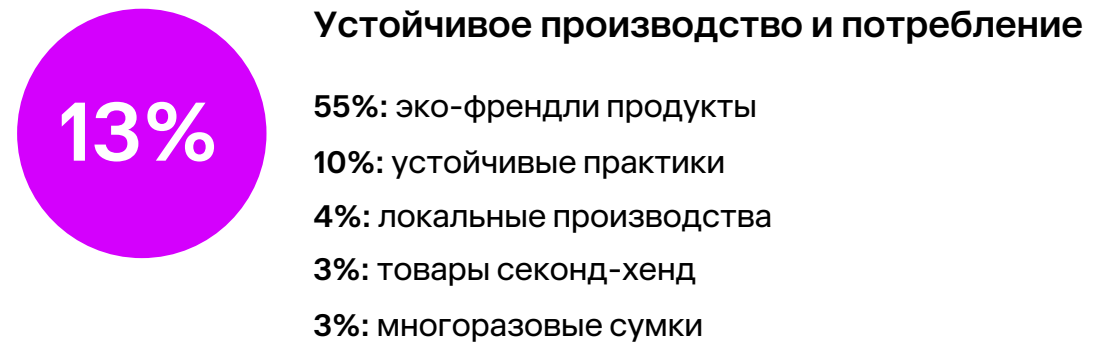 13%
Устойчивое производство и потребление
55%: эко-френдли продукты
10%: устойчивые практики
4%: локальные производства
3%: товары секонд-хенд
3%: многоразовые сумки